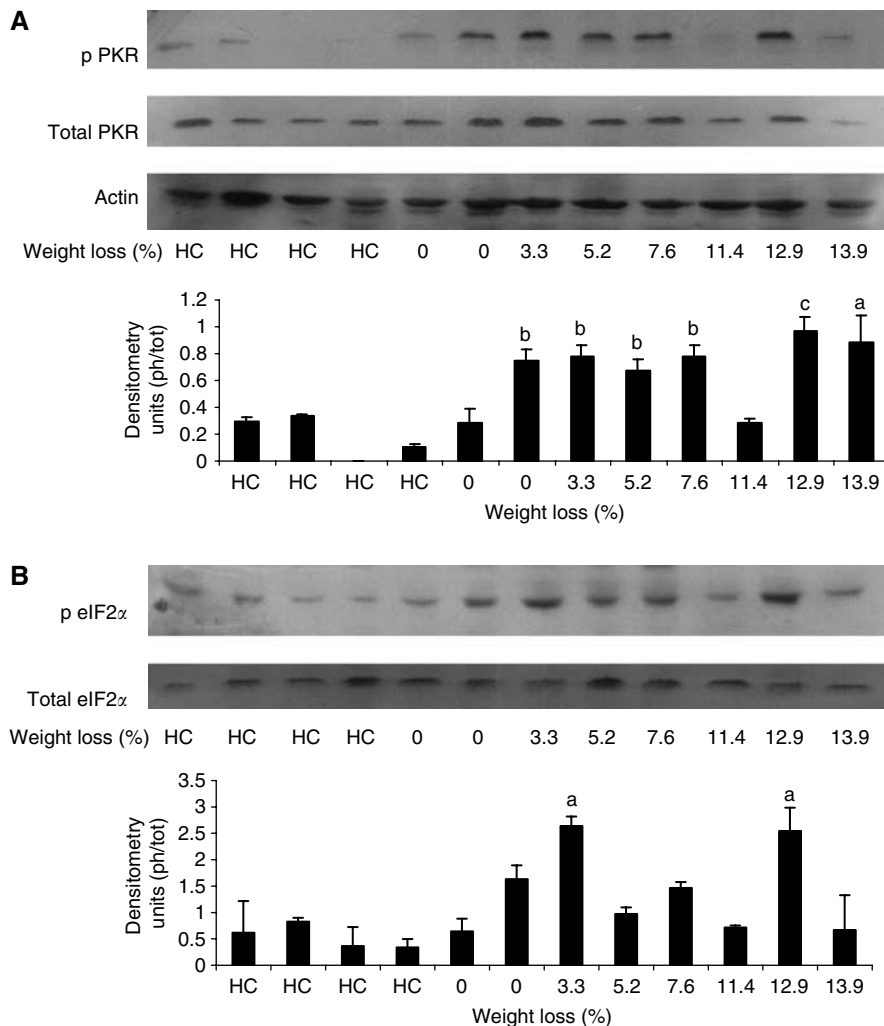 A
p PKR
Total PKR
Actin
Weight loss (%) HC HC HC HC 0 0 3.3 5.2 7.6 11.4 12.9 13.9
Densitometry
units (ph/tot)
1.2
1
0.8
0.6
0.4
0.2
0
b b b b c a
HC HC HC HC 0 0 3.3 5.2 7.6 11.4 12.9 13.9
Weight loss (%)
B
p eIF2α
Total eIF2α
Weight loss (%) HC HC HC HC 0 0 3.3 5.2 7.6 11.4 12.9 13.9
Densitometry
units (ph/tot)
3.5
3
2.5
2
1.5
1
0.5
0
a a
HC HC HC HC 0 0 3.3 5.2 7.6 11.4 12.9 13.9
Weight loss (%)